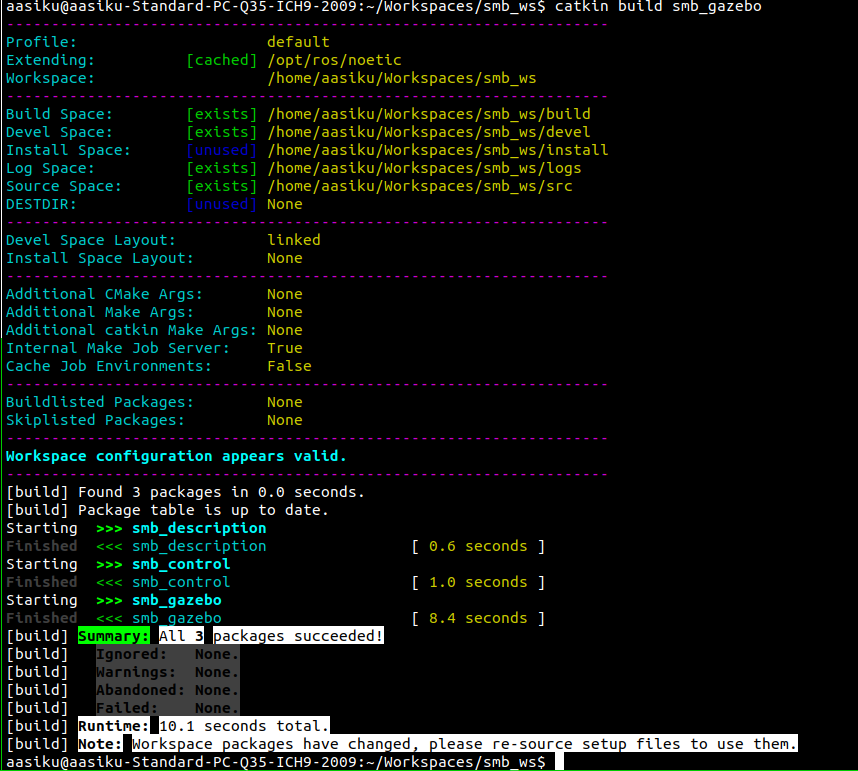 aasiku@aasiku-Standard-PC-Q35-ICH9-2009:~/Workspaces/smb_ws$ catkin build smb_gazebo
-------------------------------------------------------------------
Profile:                     default
Extending:          [cached] /opt/ros/noetic
Workspace:                   /home/aasiku/Workspaces/smb_ws
-------------------------------------------------------------------
Build Space:        [exists] /home/aasiku/Workspaces/smb_ws/build
Devel Space:        [exists] /home/aasiku/Workspaces/smb_ws/devel
Install Space:      [unused] /home/aasiku/Workspaces/smb_ws/install
Log Space:          [exists] /home/aasiku/Workspaces/smb_ws/logs
Source Space:       [exists] /home/aasiku/Workspaces/smb_ws/src
DESTDIR:            [unused] None
-------------------------------------------------------------------
Devel Space Layout:          linked
Install Space Layout:        None
-------------------------------------------------------------------
Additional CMake Args:       None
Additional Make Args:        None
Additional catkin Make Args: None
Internal Make Job Server:    True
Cache Job Environments:      False
-------------------------------------------------------------------
Buildlisted Packages:        None
Skiplisted Packages:         None
-------------------------------------------------------------------
Workspace configuration appears valid.
-------------------------------------------------------------------
[build] Found 3 packages in 0.0 seconds.
[build] Package table is up to date.
Starting  >>> smb_description
Finished  <<< smb_description                [ 0.6 seconds ]
Starting  >>> smb_control
Finished  <<< smb_control                    [ 1.0 seconds ]
Starting  >>> smb_gazebo
Finished  <<< smb_gazebo                     [ 8.4 seconds ]
[build] Summary: All 3 packages succeeded!
[build]   Ignored:   None.
[build]   Warnings:  None.
[build]   Abandoned: None.
[build]   Failed:    None.
[build] Runtime: 10.1 seconds total.
[build] Note: Workspace packages have changed, please re-source setup files to use them.
aasiku@aasiku-Standard-PC-Q35-ICH9-2009:~/Workspaces/smb_ws$